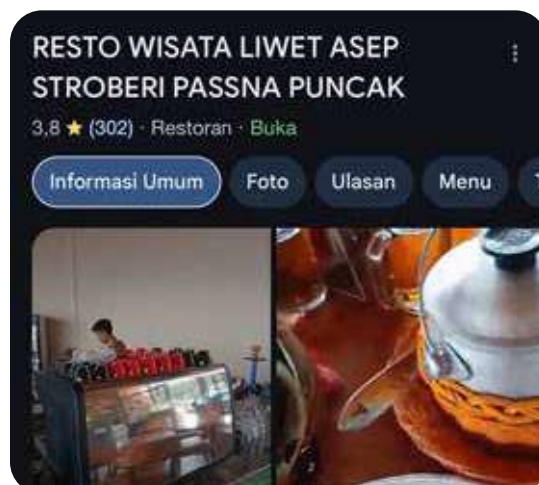 RESTO WISATA LIWET ASEP
STROBERI PASSNA PUNCAK
3,8 ★ (302) · Restoran · Buka
Informasi Umum Foto Ulasan Menu